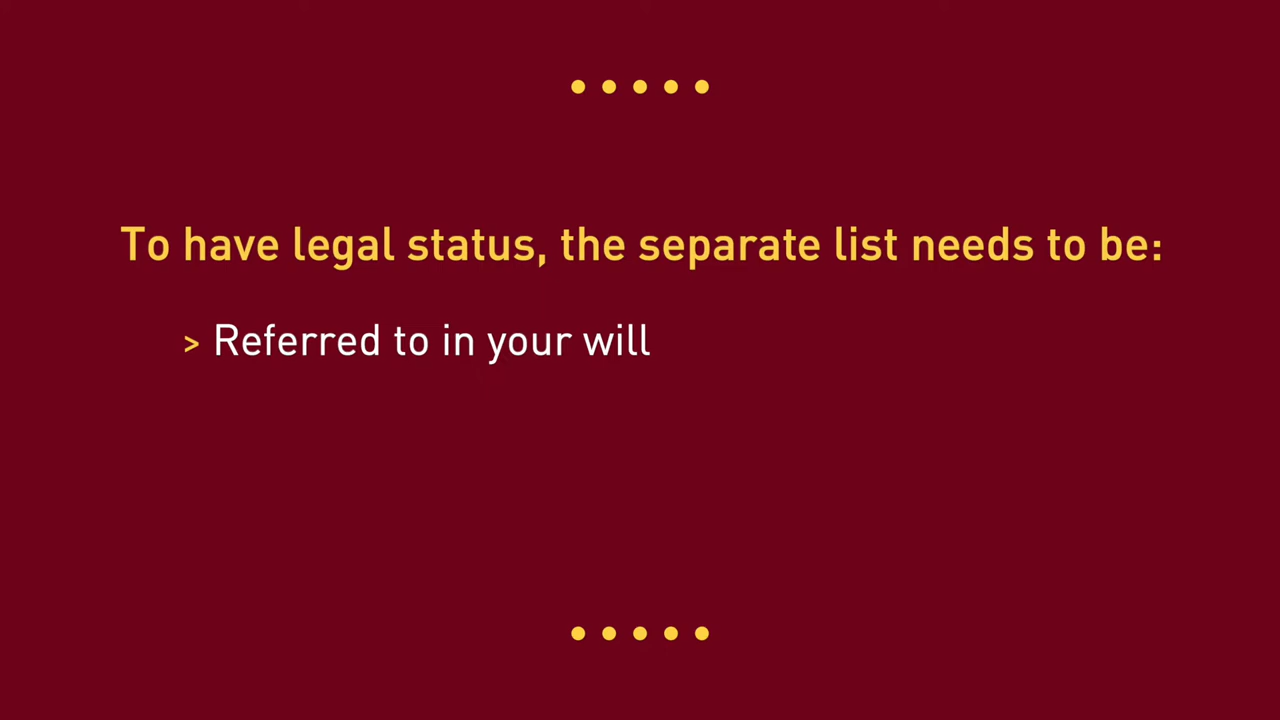 To have legal status, the separate list needs to be:
> Referred to in your will